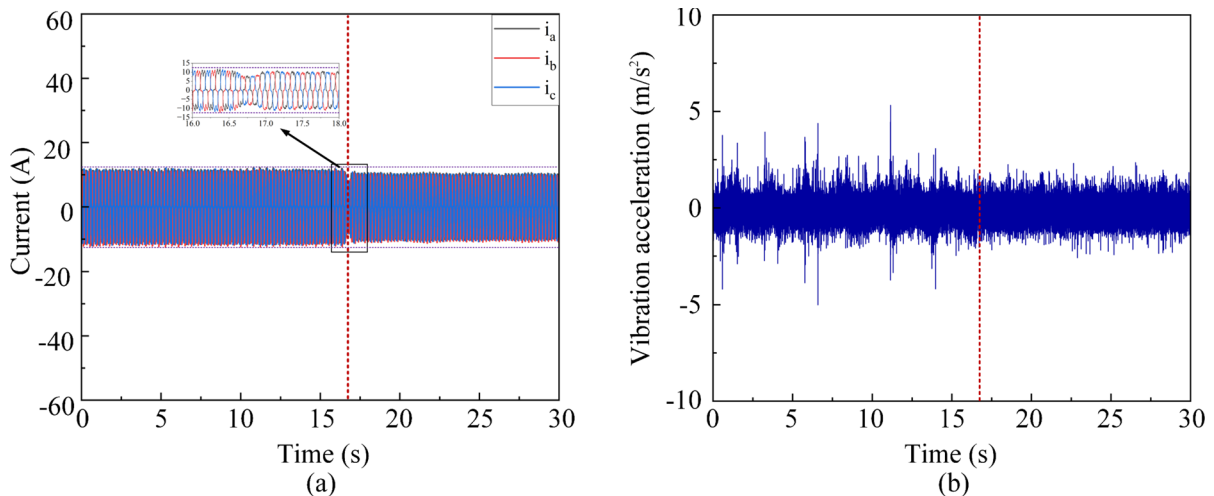 60
40
20
0
-20
-40
-60
Current (A)
i_a
i_b
i_c
15
10
5
0
−5
−10
−15
16.0 16.5 17.0 17.5 18.0
0 5 10 15 20 25 30
Time (s)
(a)
10
5
0
-5
-10
Vibration acceleration (m/s²)
0 5 10 15 20 25 30
Time (s)
(b)